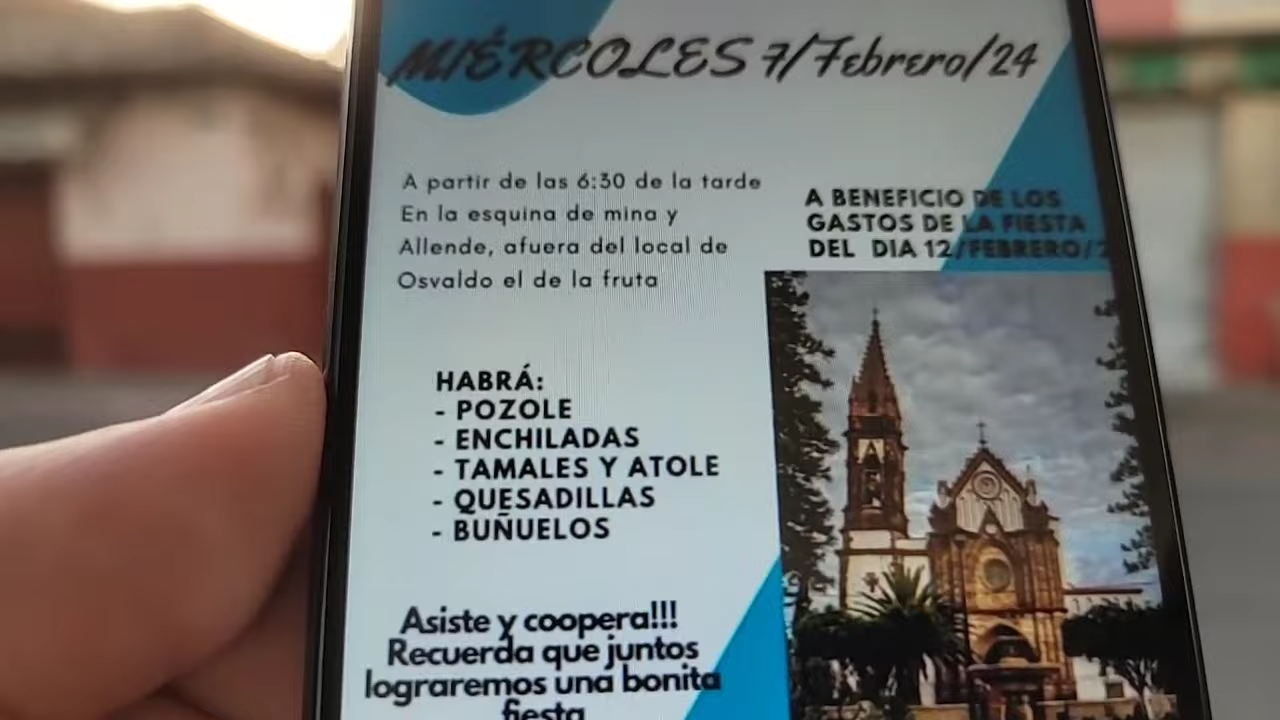 MIÉRCOLES 7/Febrero/24
A partir de las 6:30 de la tarde
En la esquina de mina y
Allende, afuera del local de
Osvaldo el de la fruta
A BENEFICIO DE LOS
GASTOS DE LA FIESTA
DEL DIA 12/FEBRERO/2
HABRÁ:
- POZOLE
- ENCHILADAS
- TAMALES Y ATOLE
- QUESADILLAS
- BUÑUELOS
Asiste y coopera!!!
Recuerda que juntos
lograremos una bonita
fiesta